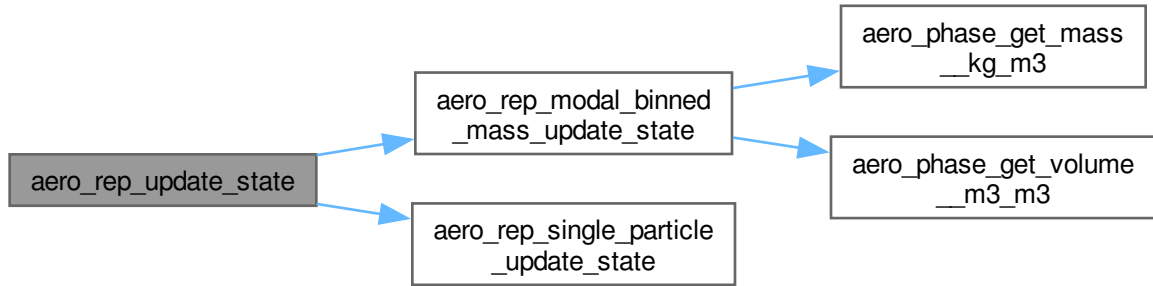 aero_rep_update_state
aero_rep_modal_binned
_mass_update_state
aero_rep_single_particle
_update_state
aero_phase_get_mass
__kg_m3
aero_phase_get_volume
__m3_m3